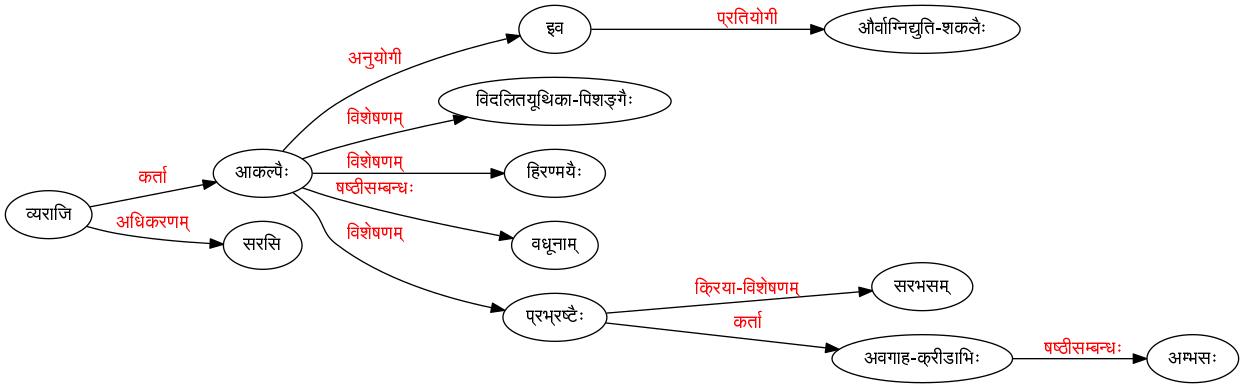 इव
प्रतियोगी
और्वाग्निद्युति-शकलैः
अनुयोगी
विदलितयूथिका-पिशङ्गैः
विशेषणम्
आकल्पैः
विशेषणम्
हिरण्मयैः
कर्ता
षष्ठीसम्बन्धः
व्यराजि
अधिकरणम्
सरसि
विशेषणम्
वधूनाम्
प्रभ्रष्टैः
क्रिया-विशेषणम्
सरभसम्
कर्ता
अवगाह-क्रीडाभिः
षष्ठीसम्बन्धः
अम्भसः